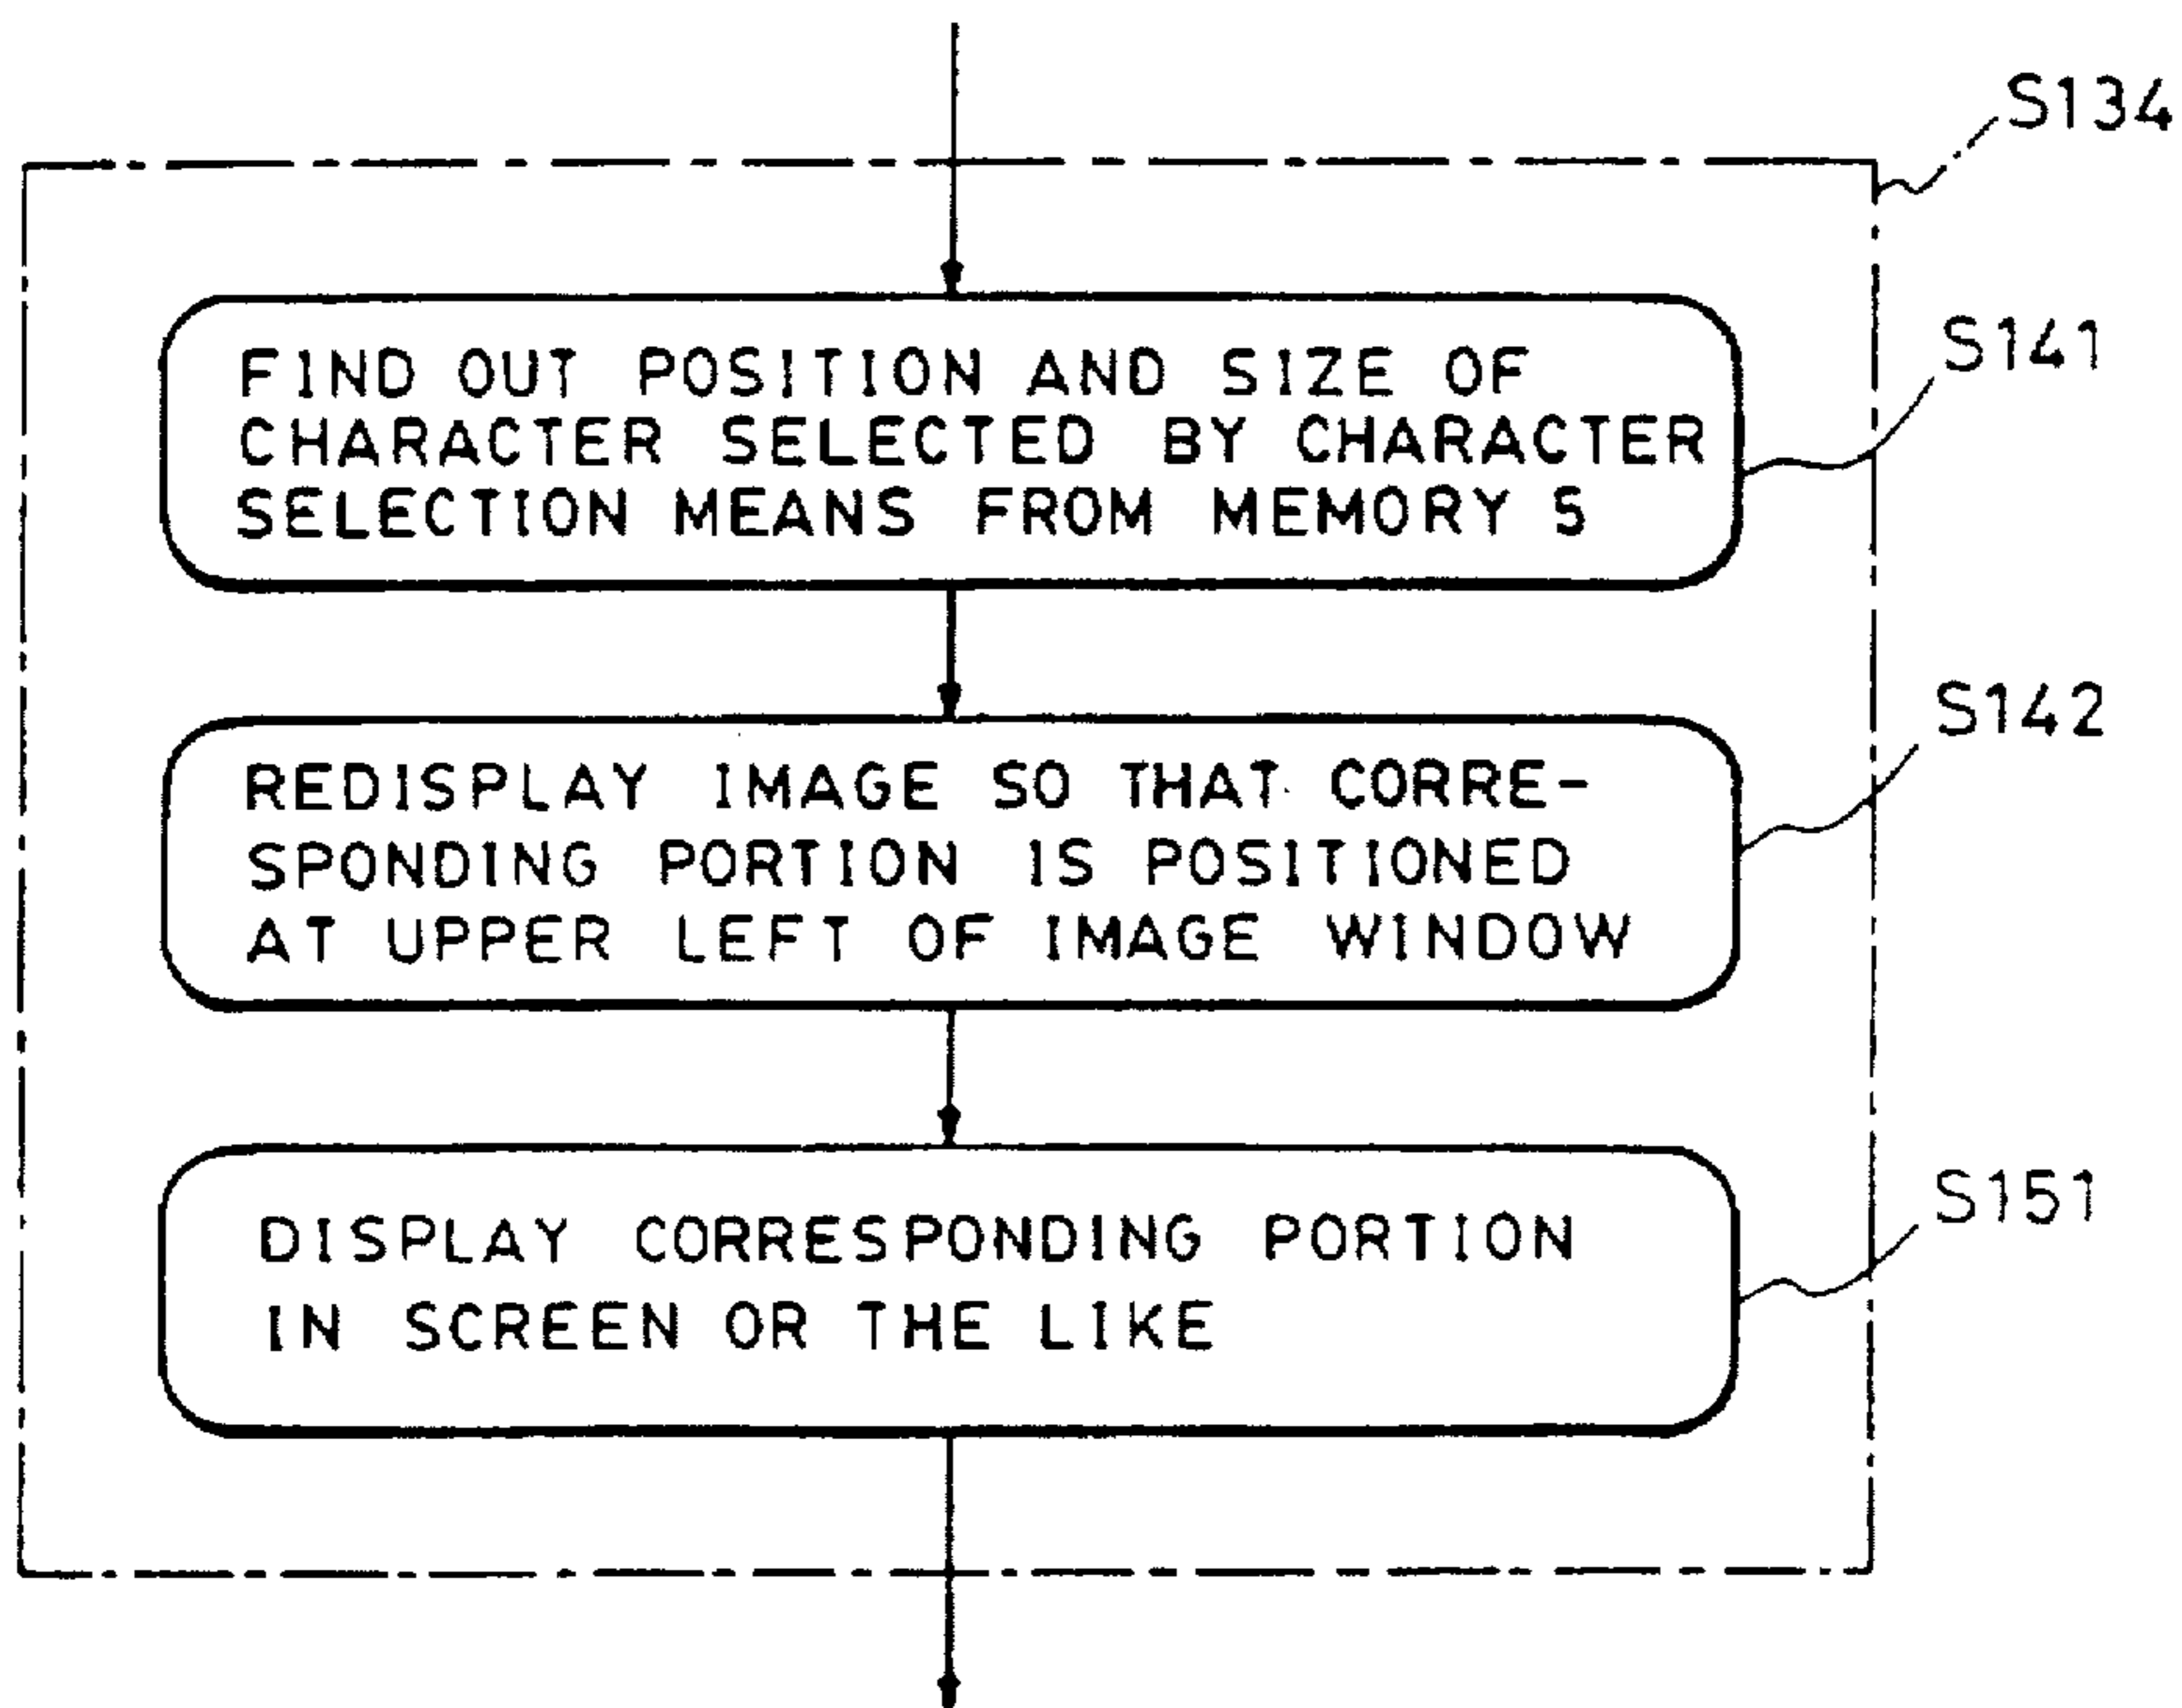 S134
FIND OUT POSITION AND SIZE OF
CHARACTER SELECTED BY CHARACTER
SELECTION MEANS FROM MEMORY 5
S141
REDISPLAY IMAGE SO THAT CORRE-
SPONDING PORTION IS POSITIONED
AT UPPER LEFT OF IMAGE WINDOW
S142
DISPLAY CORRESPONDING PORTION
IN SCREEN OR THE LIKE
S151